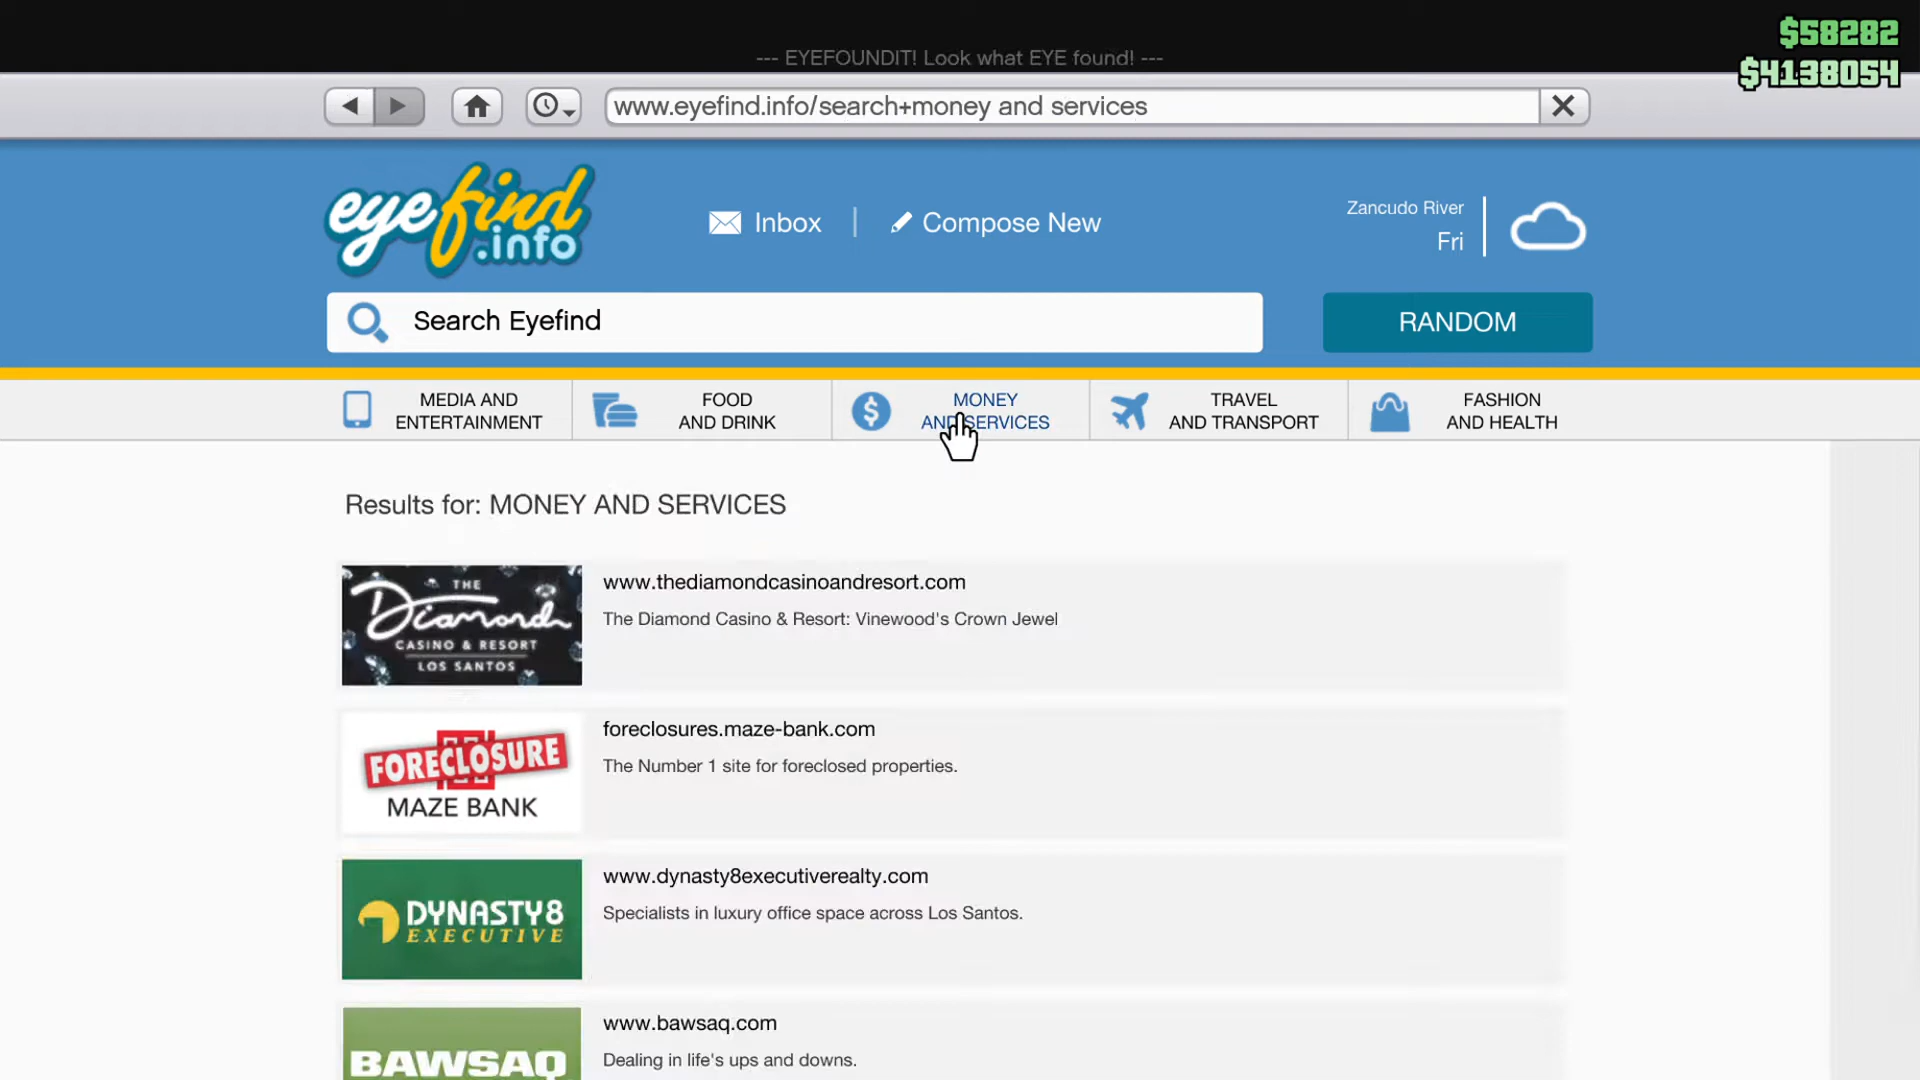 $58282
--- EYEFOUNDIT! Look what EYE found! ---
$4138054
www.eyefind.info/search+money and services
eyefind
.info
Inbox
Compose New
Zancudo River
Fri
Search Eyefind
RANDOM
MEDIA AND
ENTERTAINMENT
FOOD
AND DRINK
MONEY
AND SERVICES
TRAVEL
AND TRANSPORT
FASHION
AND HEALTH
Results for: MONEY AND SERVICES
THE
Diamond
CASINO & RESORT
LOS SANTOS
www.thediamondcasinoandresort.com
The Diamond Casino & Resort: Vinewood's Crown Jewel
FORECLOSURE
MAZE BANK
foreclosures.maze-bank.com
The Number 1 site for foreclosed properties.
DYNASTY8
EXECUTIVE
www.dynasty8executiverealty.com
Specialists in luxury office space across Los Santos.
BAWSAQ
www.bawsaq.com
Dealing in life's ups and downs.